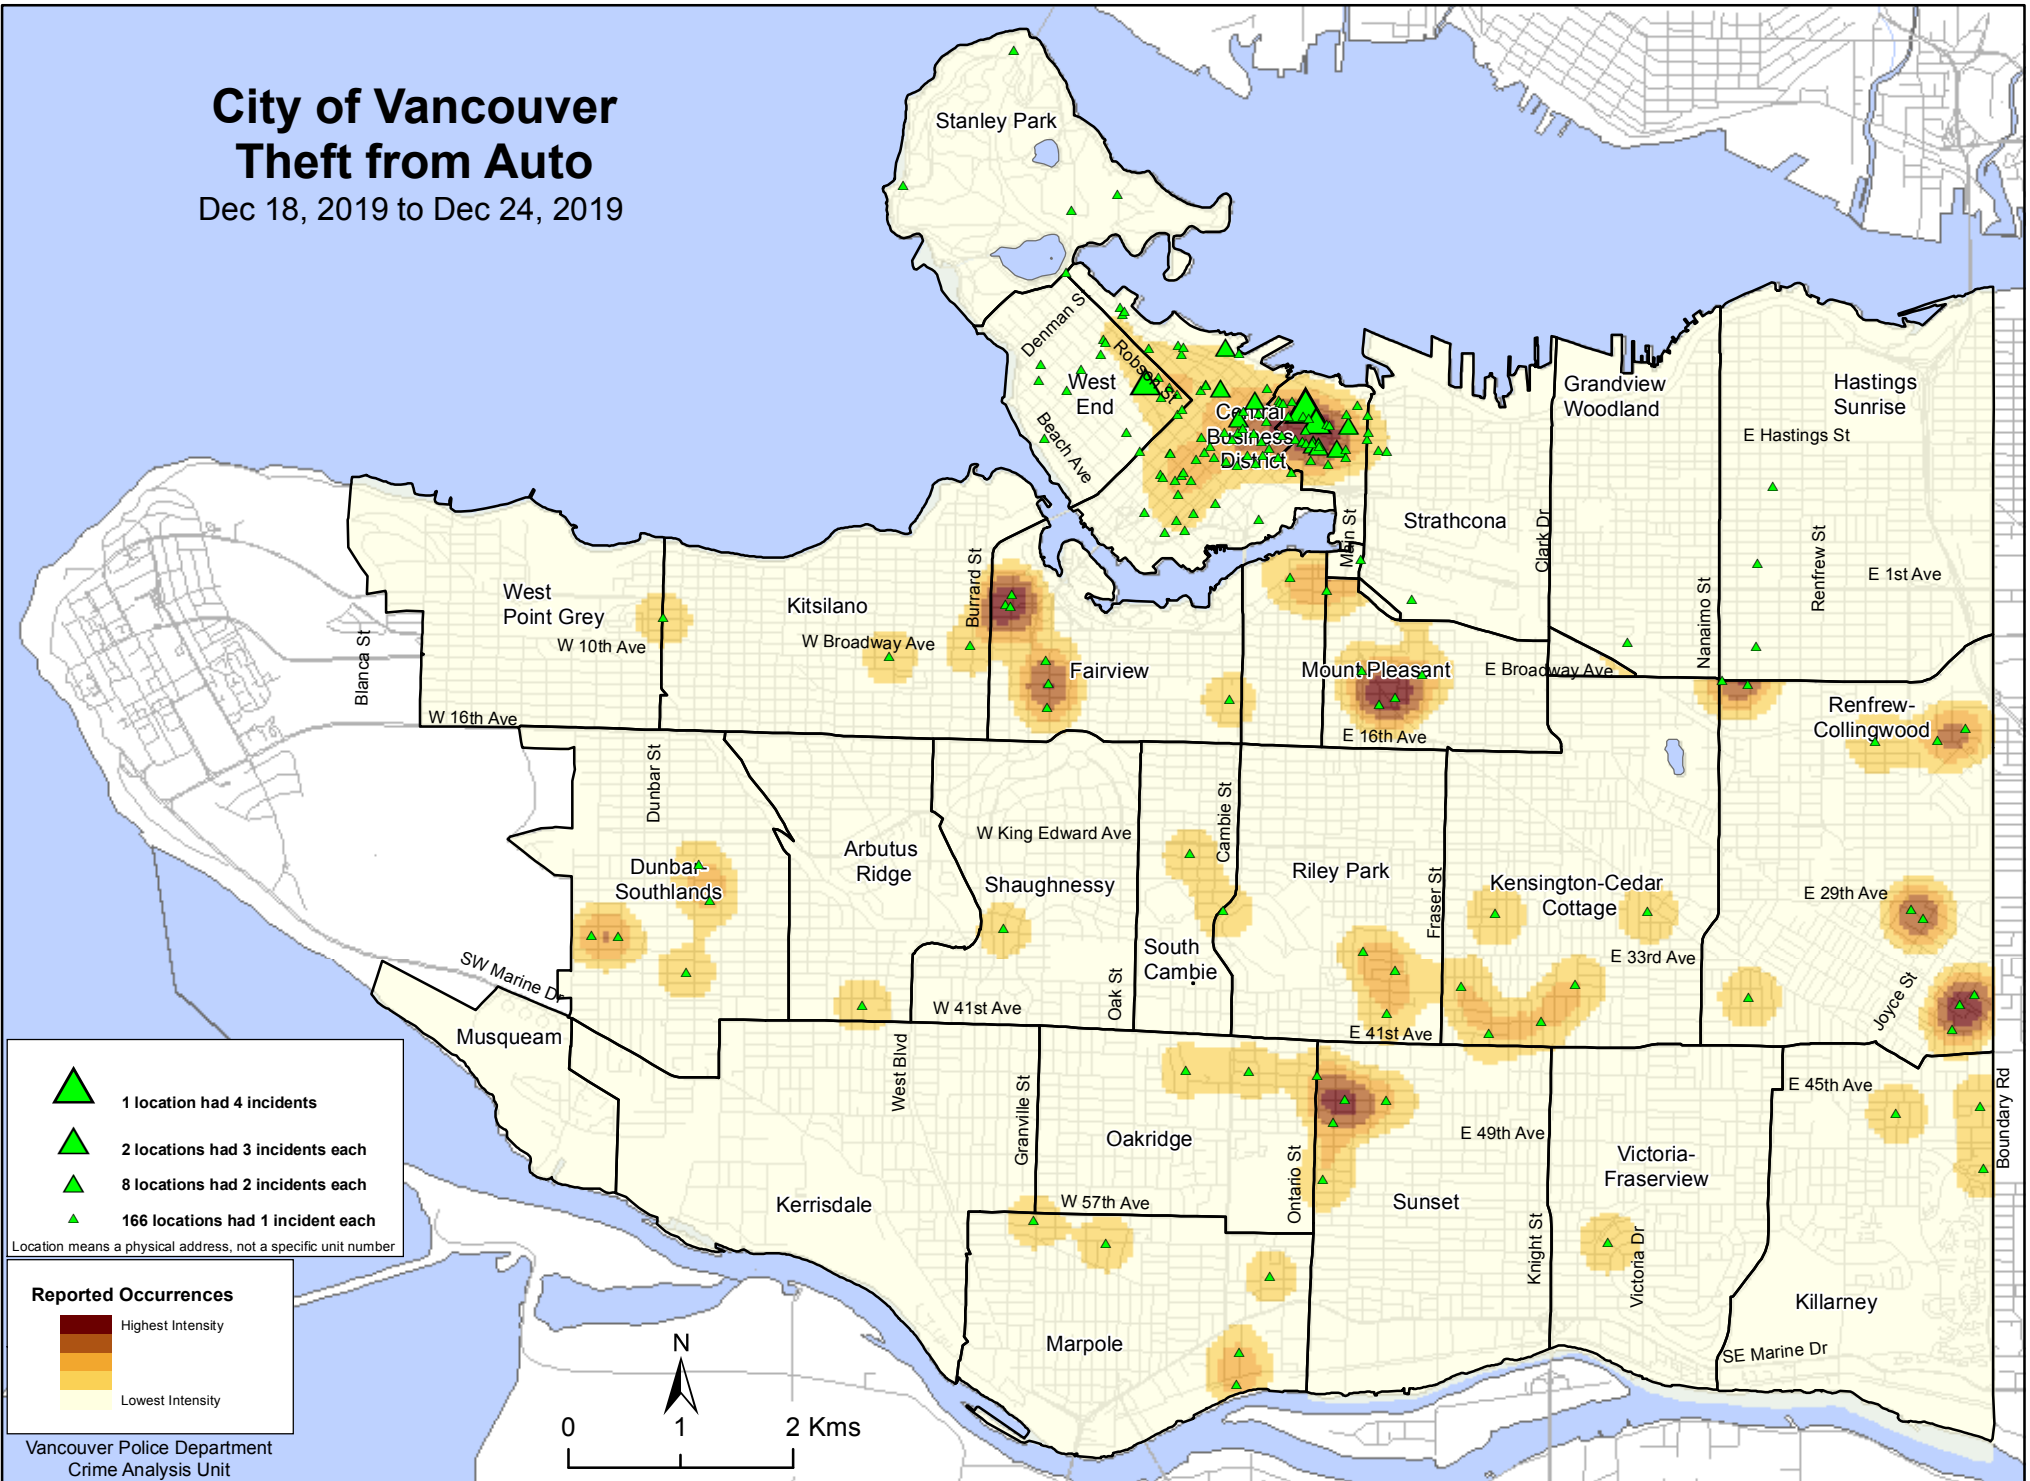 City of Vancouver
Theft from Auto
Dec 18, 2019 to Dec 24, 2019
Stanley Park
Denman St
Robson St
West
End
Beach Ave
Central
Business
District
Grandview
Woodland
Hastings
Sunrise
E Hastings St
Strathcona
Main St
Clark Dr
Nanaimo St
Renfrew St
E 1st Ave
West
Point Grey
Kitsilano
Burrard St
W Broadway Ave
W 10th Ave
Blanca St
Fairview
Mount Pleasant
E Broadway Ave
W 16th Ave
E 16th Ave
Renfrew-
Collingwood
Dunbar St
W King Edward Ave
Cambie St
Arbutus
Ridge
Dunbar-
Southlands
Shaughnessy
Riley Park
Fraser St
Kensington-Cedar
Cottage
E 29th Ave
South
Cambie
E 33rd Ave
SW Marine Dr
Oak St
W 41st Ave
E 41st Ave
Joyce St
Musqueam
West Blvd
Granville St
E 45th Ave
Boundary Rd
Oakridge
E 49th Ave
Ontario St
Victoria-
Fraserview
Kerrisdale
W 57th Ave
Sunset
Knight St
Victoria Dr
Killarney
Marpole
SE Marine Dr
1 location had 4 incidents
2 locations had 3 incidents each
8 locations had 2 incidents each
166 locations had 1 incident each
Location means a physical address, not a specific unit number
Reported Occurrences
Highest Intensity
Lowest Intensity
Vancouver Police Department
Crime Analysis Unit
N
0 1 2 Kms